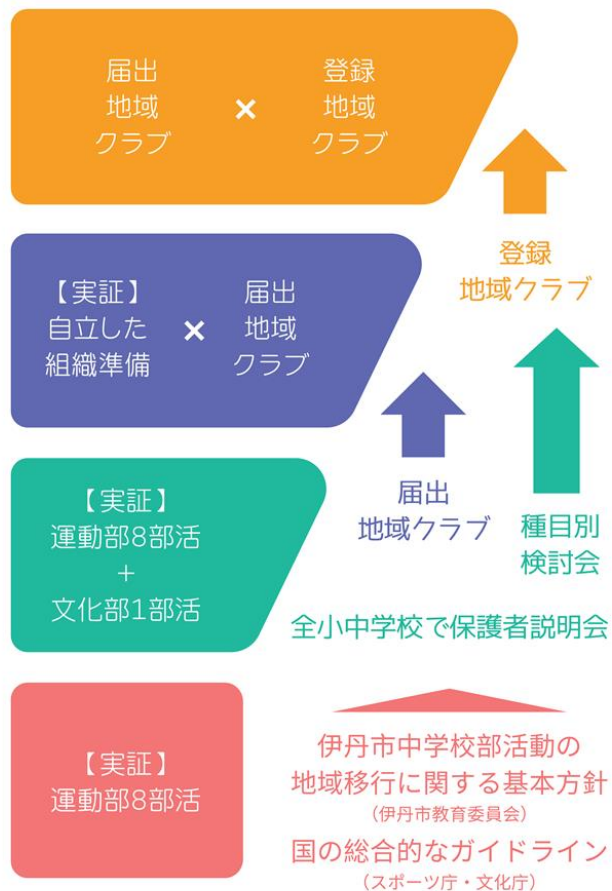 届出
地域
クラブ
×
登録
地域
クラブ
登録
地域クラブ
【実証】
自立した
組織準備
×
届出
地域
クラブ
届出
地域クラブ
種目別
検討会
【実証】
運動部8部活
+
文化部1部活
全小中学校で保護者説明会
【実証】
運動部8部活
伊丹市中学校部活動の
地域移行に関する基本方針
(伊丹市教育委員会)
国の総合的なガイドライン
(スポーツ庁・文化庁)